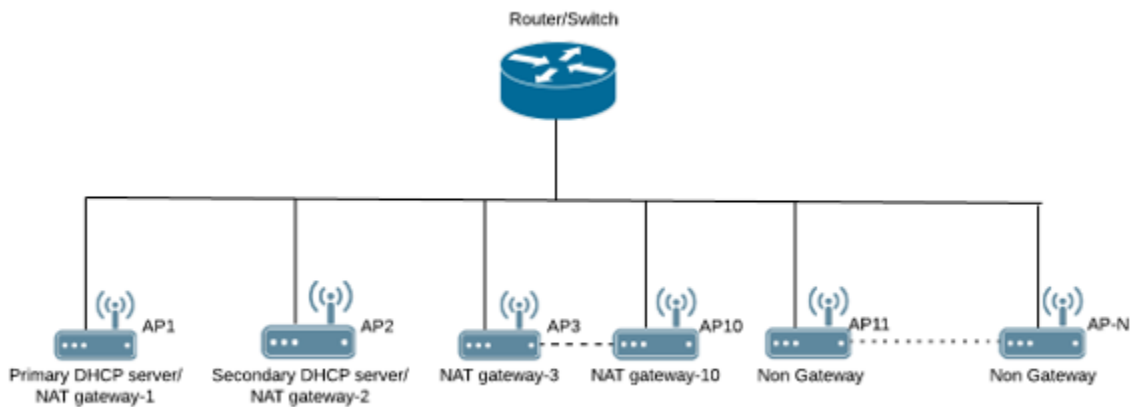 Router/Switch
AP1
AP2
AP3
AP10
AP11
AP-N
Primary DHCP server/
NAT gateway-1
Secondary DHCP server/
NAT gateway-2
NAT gateway-3
NAT gateway-10
Non Gateway
Non Gateway